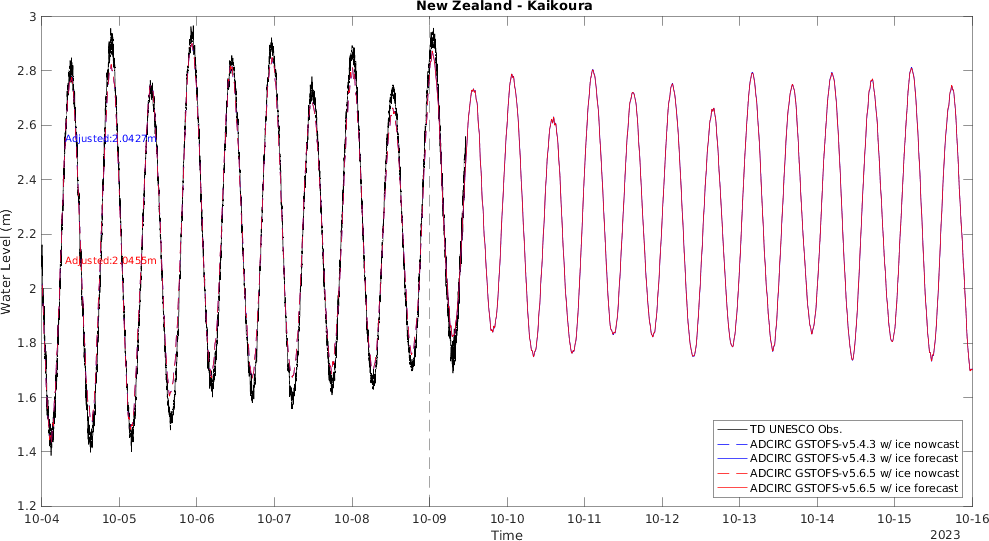 New Zealand - Kaikoura
3
2.8
2.6
2.4
2.2
2
1.8
1.6
1.4
1.2
Water Level (m)
Adjusted:2.0427m
Adjusted:2.0455m
TD UNESCO Obs.
ADCIRC GSTOFS-v5.4.3 w/ ice nowcast
ADCIRC GSTOFS-v5.4.3 w/ ice forecast
ADCIRC GSTOFS-v5.6.5 w/ ice nowcast
ADCIRC GSTOFS-v5.6.5 w/ ice forecast
10-04 10-05 10-06 10-07 10-08 10-09 10-10 10-11 10-12 10-13 10-14 10-15 10-16
Time
2023